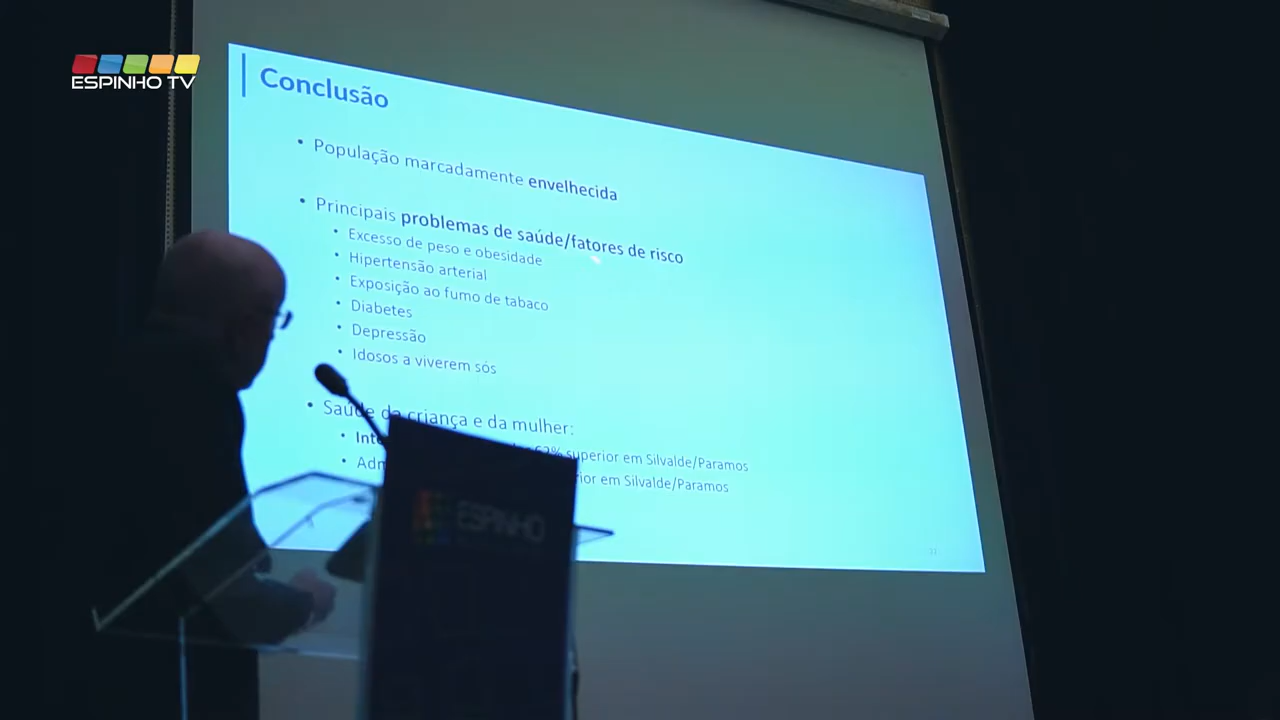 ESPINHO TV
Conclusão
• População marcadamente envelhecida
• Principais problemas de saúde/fatores de risco
• Excesso de peso e obesidade
• Hipertensão arterial
• Exposição ao fumo de tabaco
• Diabetes
• Depressão
• Idosos a viverem sós
• Saúde da criança e da mulher:
• superior em Silvalde/Paramos
• em Silvalde/Paramos
ESPINHO